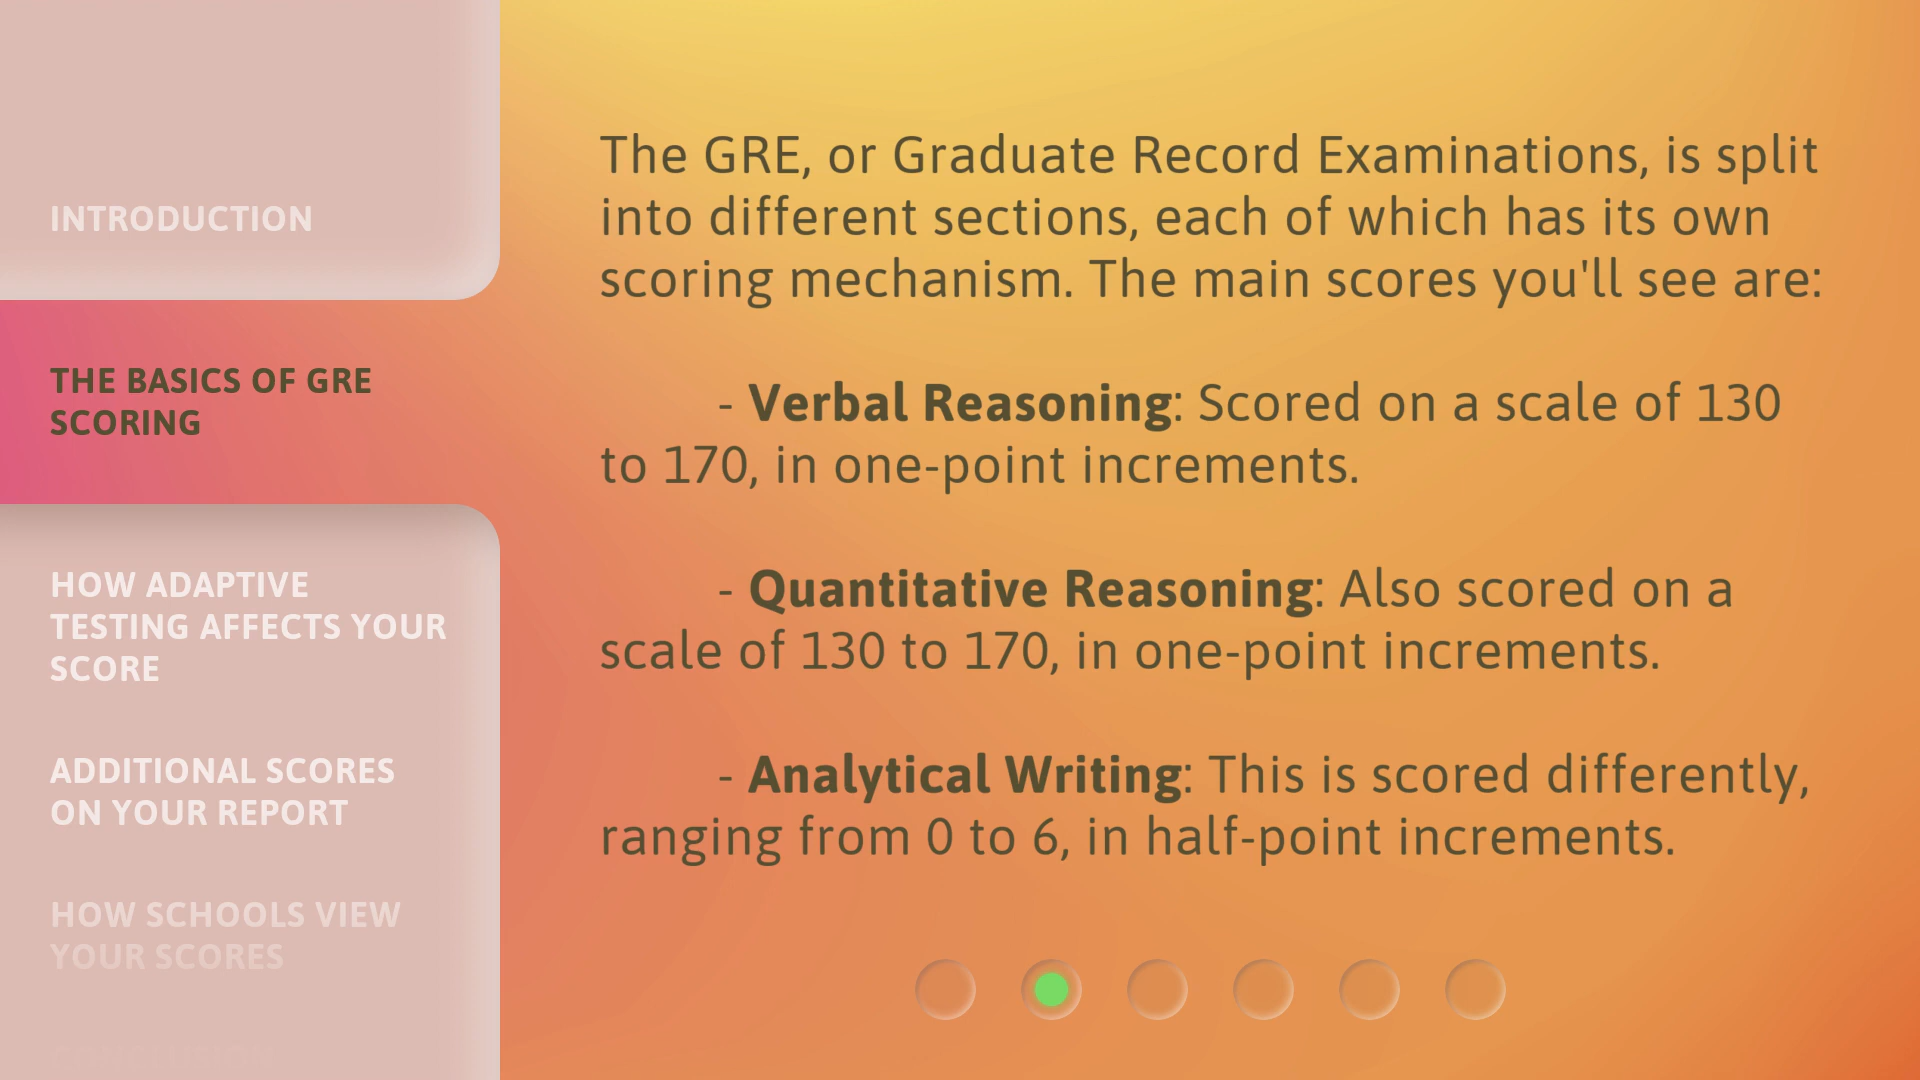 INTRODUCTION
THE BASICS OF GRE
SCORING
HOW ADAPTIVE
TESTING AFFECTS YOUR
SCORE
ADDITIONAL SCORES
ON YOUR REPORT
HOW SCHOOLS VIEW
YOUR SCORES
CONCLUSION
The GRE, or Graduate Record Examinations, is split
into different sections, each of which has its own
scoring mechanism. The main scores you'll see are:
- Verbal Reasoning: Scored on a scale of 130
to 170, in one-point increments.
- Quantitative Reasoning: Also scored on a
scale of 130 to 170, in one-point increments.
- Analytical Writing: This is scored differently,
ranging from 0 to 6, in half-point increments.